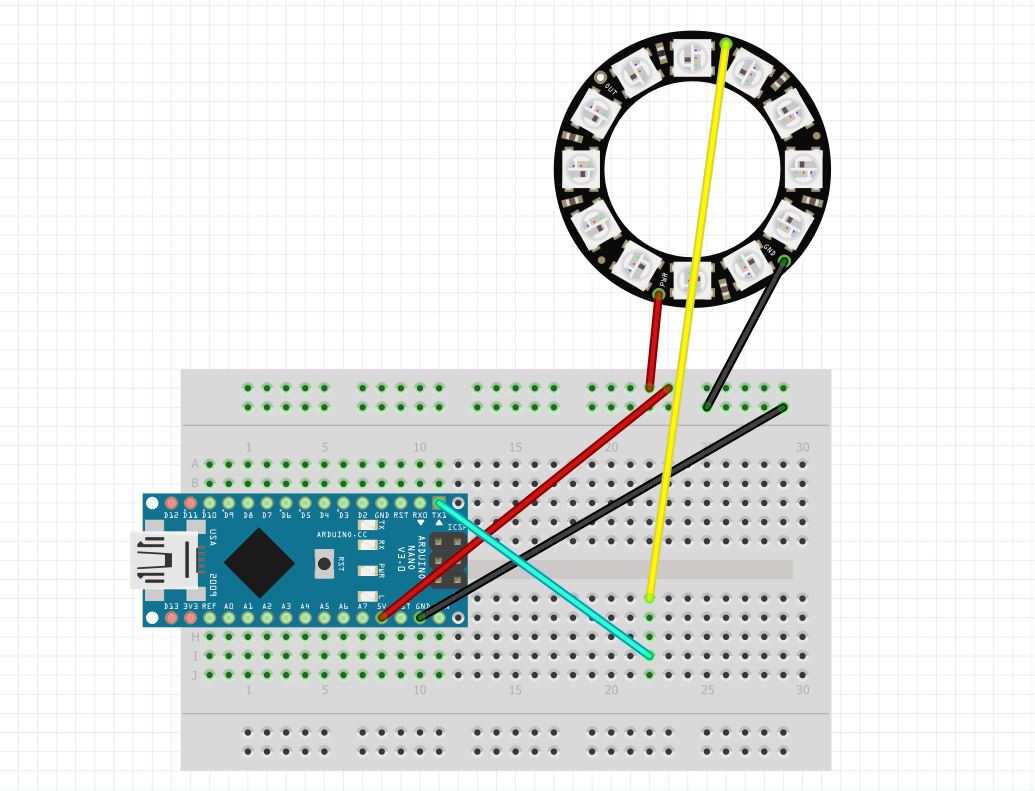 OUT
GND
PWR
1 5 10 15 20 25 30
A
B
D12 D11 D10 D9 D8 D7 D6 D5 D4 D3 D2 GND RST RX0 TX1
TX
RX
PWR
L
USA
2009
ARDUINO.CC
RST
ARDUINO
NANO
V3.0
ICSP
D13 3V3 REF A0 A1 A2 A3 A4 A5 A6 A7 5V GND
H
I
J
1 5 10 15 20 25 30